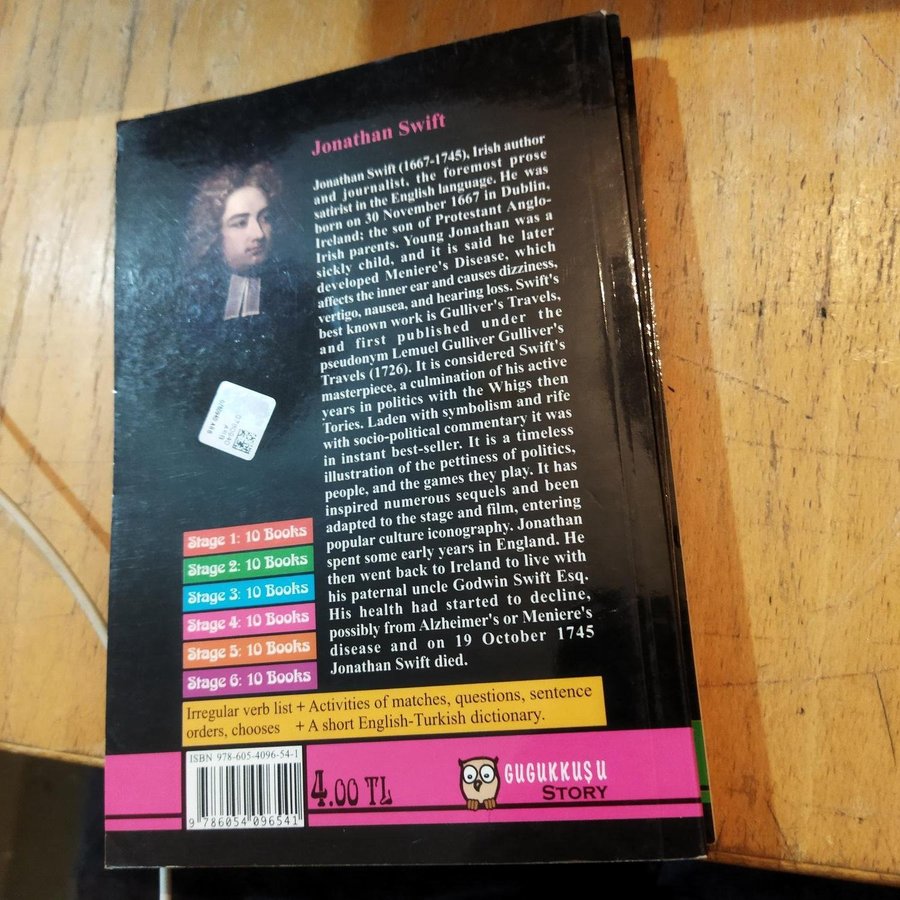 Jonathan Swift
Jonathan Swift (1667-1745), Irish author
and journalist, the foremost prose
satirist in the English language. He was
born on 30 November 1667 in Dublin,
Ireland; the son of Protestant Anglo-
Irish parents. Young Jonathan was a
sickly child, and it is said he later
developed Meniere's Disease, which
affects the inner ear and causes dizziness,
vertigo, nausea, and hearing loss. Swift's
best known work is Gulliver's Travels,
and first published under the
pseudonym Lemuel Gulliver Gulliver's
Travels (1726). It is considered Swift's
masterpiece, a culmination of his active
years in politics with the Whigs then
Tories. Laden with symbolism and rife
with socio-political commentary it was
in instant best-seller. It is a timeless
illustration of the pettiness of politics,
people, and the games they play. It has
inspired numerous sequels and been
adapted to the stage and film, entering
popular culture iconography. Jonathan
spent some early years in England. He
then went back to Ireland to live with
his paternal uncle Godwin Swift Esq.
His health had started to decline,
possibly from Alzheimer's or Meniere's
disease and on 19 October 1745
Jonathan Swift died.
Stage 1: 10 Books
Stage 2: 10 Books
Stage 3: 10 Books
Stage 4: 10 Books
Stage 5: 10 Books
Stage 6: 10 Books
Irregular verb list + Activities of matches, questions, sentence
orders, chooses + A short English-Turkish dictionary.
ISBN 978-605-4096-54-1
9 786054 096541
4.00 TL
GUGUKKUŞU
STORY